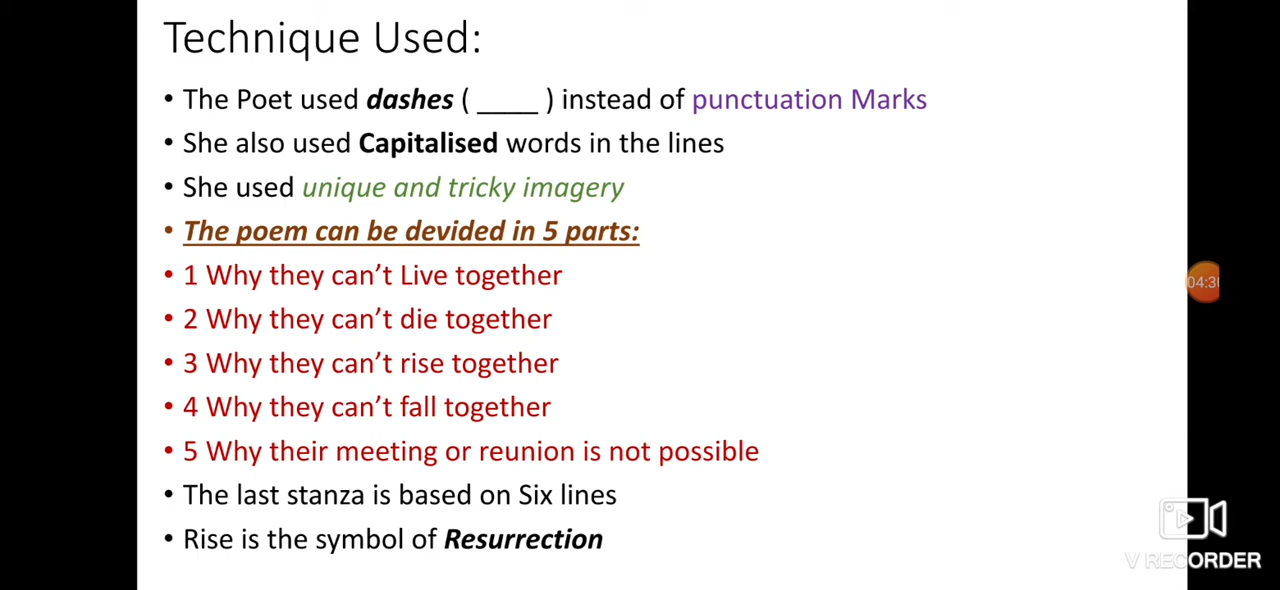 Technique Used:
• The Poet used dashes ( ____ ) instead of punctuation Marks
• She also used Capitalised words in the lines
• She used unique and tricky imagery
• The poem can be devided in 5 parts:
• 1 Why they can’t Live together
• 2 Why they can’t die together
• 3 Why they can’t rise together
• 4 Why they can’t fall together
• 5 Why their meeting or reunion is not possible
• The last stanza is based on Six lines
• Rise is the symbol of Resurrection
V RECORDER